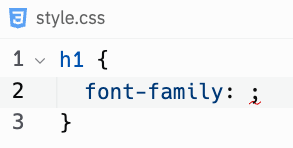 style.css
1 h1 {
2 font-family: ;
3 }